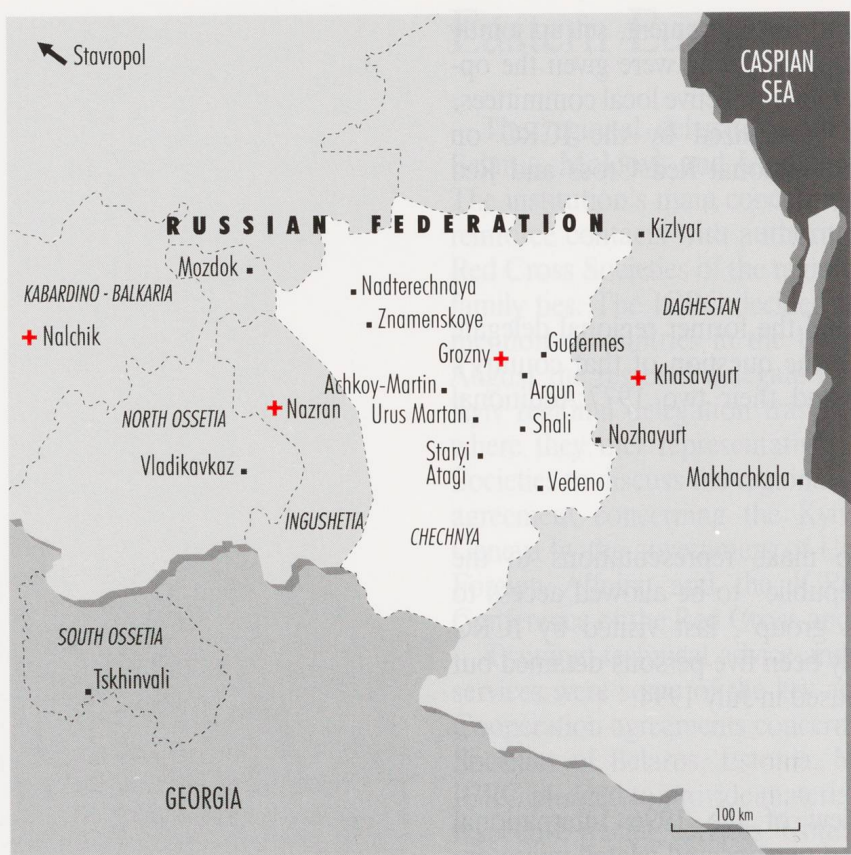 Stavropol
CASPIAN
SEA
RUSSIAN FEDERATION
Kizlyar
Mozdok
KABARDINO - BALKARIA
Nadterechnaya
DAGHESTAN
Znamenskoye
Nalchik
Grozny
Gudermes
Khasavyurt
Achkoy-Martin
Argun
Nazran
Urus Martan
NORTH OSSETIA
Shali
Nozhayurt
Staryi
Atagi
Vladikavkaz
Vedeno
Makhachkala
INGUSHETIA
CHECHNYA
SOUTH OSSETIA
Tskhinvali
GEORGIA
100 km